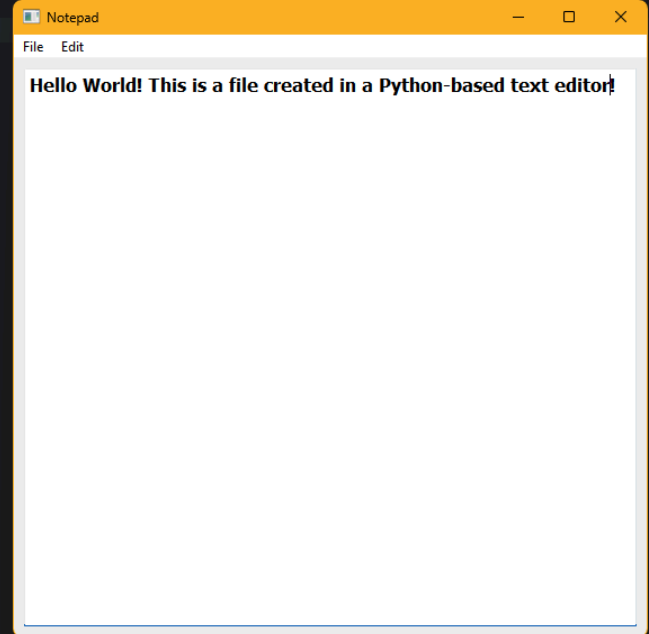 Notepad
File Edit
Hello World! This is a file created in a Python-based text editor!